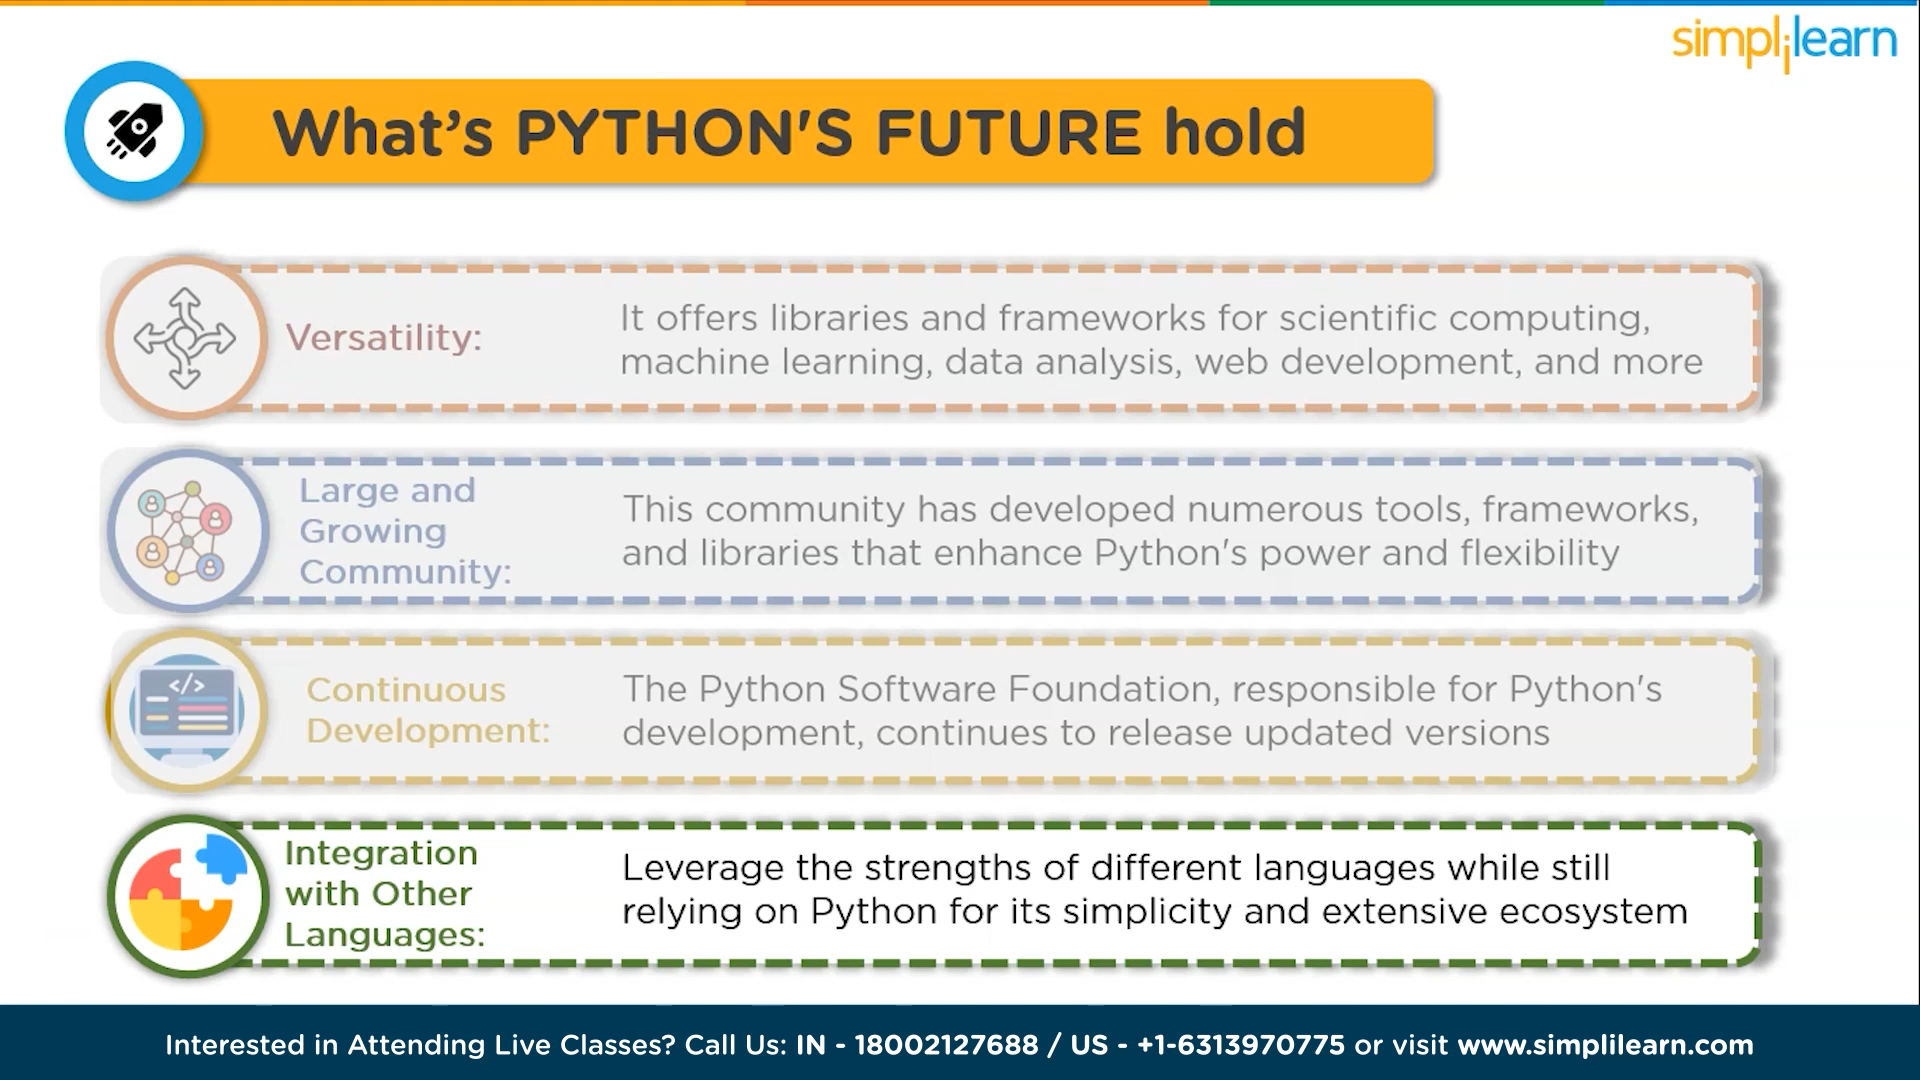 simplilearn
What’s PYTHON'S FUTURE hold
Versatility:
It offers libraries and frameworks for scientific computing,
machine learning, data analysis, web development, and more
Large and
Growing
Community:
This community has developed numerous tools, frameworks,
and libraries that enhance Python's power and flexibility
</>
Continuous
Development:
The Python Software Foundation, responsible for Python's
development, continues to release updated versions
Integration
with Other
Languages:
Leverage the strengths of different languages while still
relying on Python for its simplicity and extensive ecosystem
Interested in Attending Live Classes? Call Us: IN - 18002127688 / US - +1-6313970775 or visit www.simplilearn.com